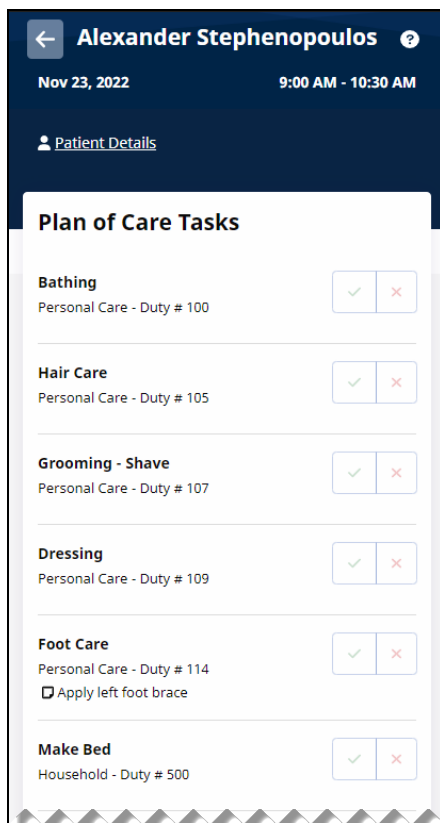 Alexander Stephenopoulos ?
Nov 23, 2022 9:00 AM - 10:30 AM
Patient Details
Plan of Care Tasks
Bathing
Personal Care - Duty # 100
Hair Care
Personal Care - Duty # 105
Grooming - Shave
Personal Care - Duty # 107
Dressing
Personal Care - Duty # 109
Foot Care
Personal Care - Duty # 114
Apply left foot brace
Make Bed
Household - Duty # 500